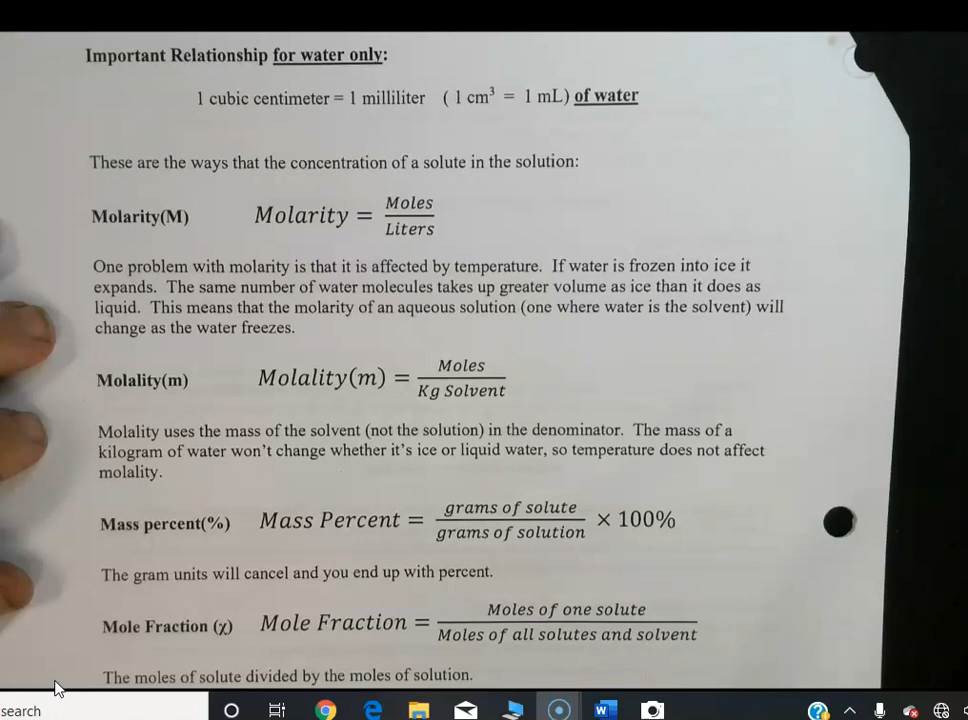 Important Relationship for water only:
1 cubic centimeter = 1 milliliter ( 1 cm³ = 1 mL) of water
These are the ways that the concentration of a solute in the solution:
Molarity(M) Molarity = Moles / Liters
One problem with molarity is that it is affected by temperature. If water is frozen into ice it
expands. The same number of water molecules takes up greater volume as ice than it does as
liquid. This means that the molarity of an aqueous solution (one where water is the solvent) will
change as the water freezes.
Molality(m) Molality(m) = Moles / Kg Solvent
Molality uses the mass of the solvent (not the solution) in the denominator. The mass of a
kilogram of water won't change whether it's ice or liquid water, so temperature does not affect
molality.
Mass percent(%) Mass Percent = grams of solute / grams of solution × 100%
The gram units will cancel and you end up with percent.
Mole Fraction (χ) Mole Fraction = Moles of one solute / Moles of all solutes and solvent
The moles of solute divided by the moles of solution.
search